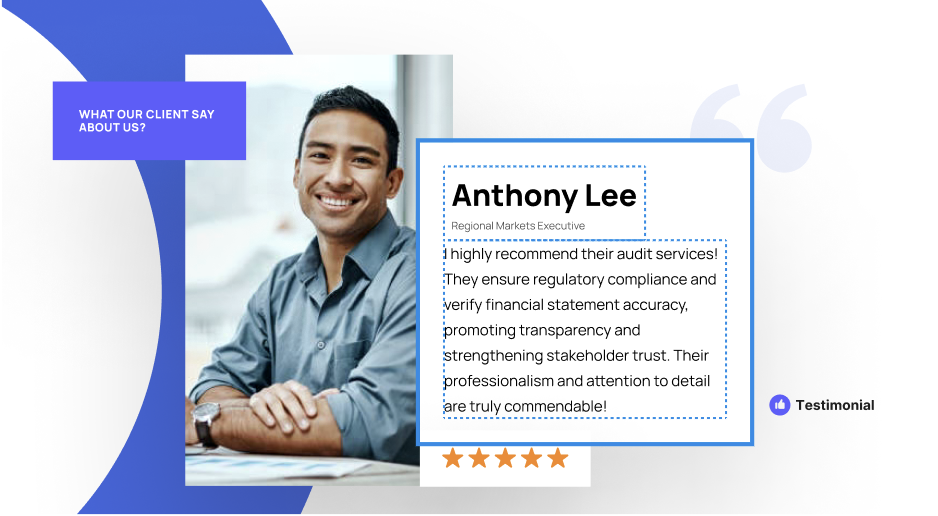 WHAT OUR CLIENT SAY
ABOUT US?
Anthony Lee
Regional Markets Executive
I highly recommend their audit services!
They ensure regulatory compliance and
verify financial statement accuracy,
promoting transparency and
strengthening stakeholder trust. Their
professionalism and attention to detail
are truly commendable!
Testimonial